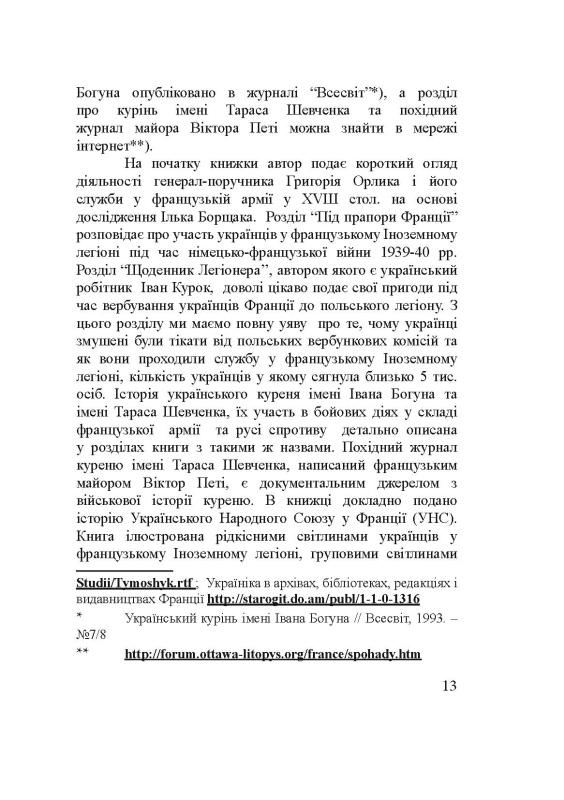 Богуна опубліковано в журналі “Всесвіт”*), а розділ
про курінь імені Тараса Шевченка та похідний
журнал майора Віктора Петі можна знайти в мережі
інтернет**).
На початку книжки автор подає короткий огляд
діяльності генерал-поручника Григорія Орлика і його
служби у французькій армії у XVIII стол. на основі
дослідження Ілька Борщака. Розділ “Під прапори Франції”
розповідає про участь українців у французькому Іноземному
легіоні під час німецько-французької війни 1939-40 рр.
Розділ “Щоденник Легіонера”, автором якого є український
робітник Іван Курок, доволі цікаво подає свої пригоди під
час вербування українців Франції до польського легіону. З
цього розділу ми маємо повну уяву про те, чому українці
змушені були тікати від польських вербункових комісій та
як вони проходили службу у французькому Іноземному
легіоні, кількість українців у якому сягнула близько 5 тис.
осіб. Історія українського куреня імені Івана Богуна та
імені Тараса Шевченка, їх участь в бойових діях у складі
французької армії та русі спротиву детально описана
у розділах книги з такими ж назвами. Похідний журнал
куреню імені Тараса Шевченка, написаний французьким
майором Віктор Петі, є документальним джерелом з
військової історії куреню. В книжці докладно подано
історію Українського Народного Союзу у Франції (УНС).
Книга ілюстрована рідкісними світлинами українців у
французькому Іноземному легіоні, груповими світлинами
Studii/Tymoshyk.rtf ; Україніка в архівах, бібліотеках, редакціях і
видавництвах Франції http://starogit.do.am/publ/1-1-0-1316
* Український курінь імені Івана Богуна // Всесвіт, 1993. –
№7/8
** http://forum.ottawa-litopys.org/france/spohady.htm
13